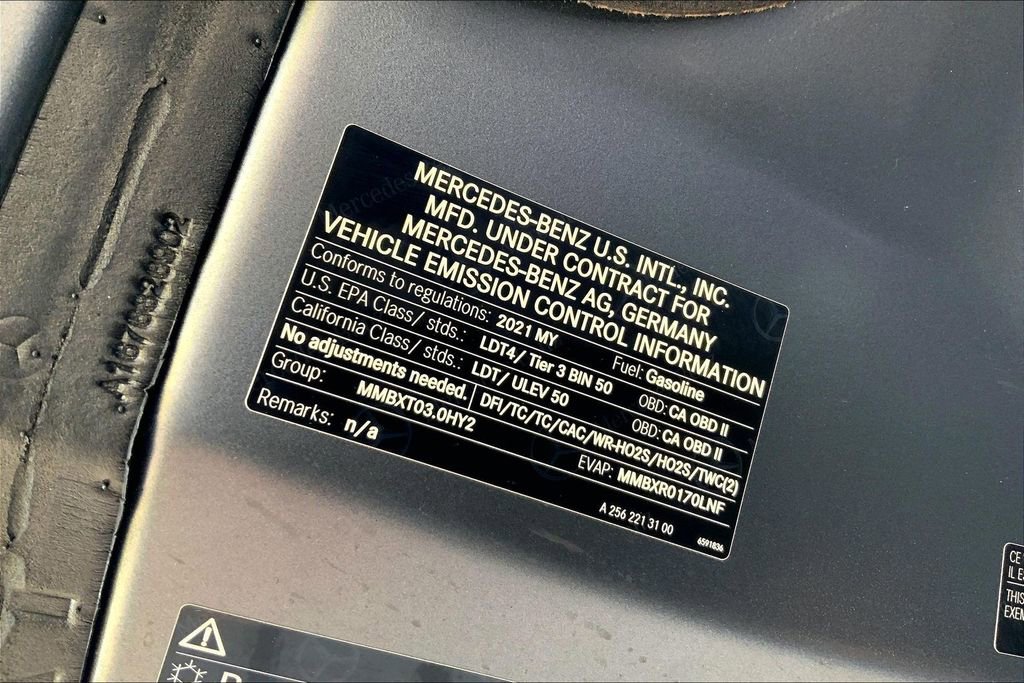 MERCEDES-BENZ U.S. INTL., INC.
MFD. UNDER CONTRACT FOR
MERCEDES-BENZ AG, GERMANY
VEHICLE EMISSION CONTROL INFORMATION
Conforms to regulations: 2021 MY Fuel: Gasoline
U.S. EPA Class/ stds.: LDT4/ Tier 3 BIN 50 OBD: CA OBD II
California Class/ stds.: LDT/ ULEV 50 OBD: CA OBD II
No adjustments needed. DFI/TC/TC/CAC/WR-HO2S/HO2S/TWC(2)
Group: MMBXT03.0HY2 EVAP: MMBXR0170LNF
Remarks: n/a
A 256 221 31 00 6591836
CE
IL
THIS